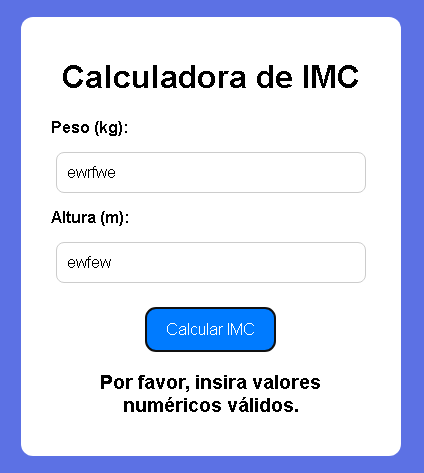 Calculadora de IMC
Peso (kg):
ewrfwe
Altura (m):
ewfew
Calcular IMC
Por favor, insira valores
numéricos válidos.